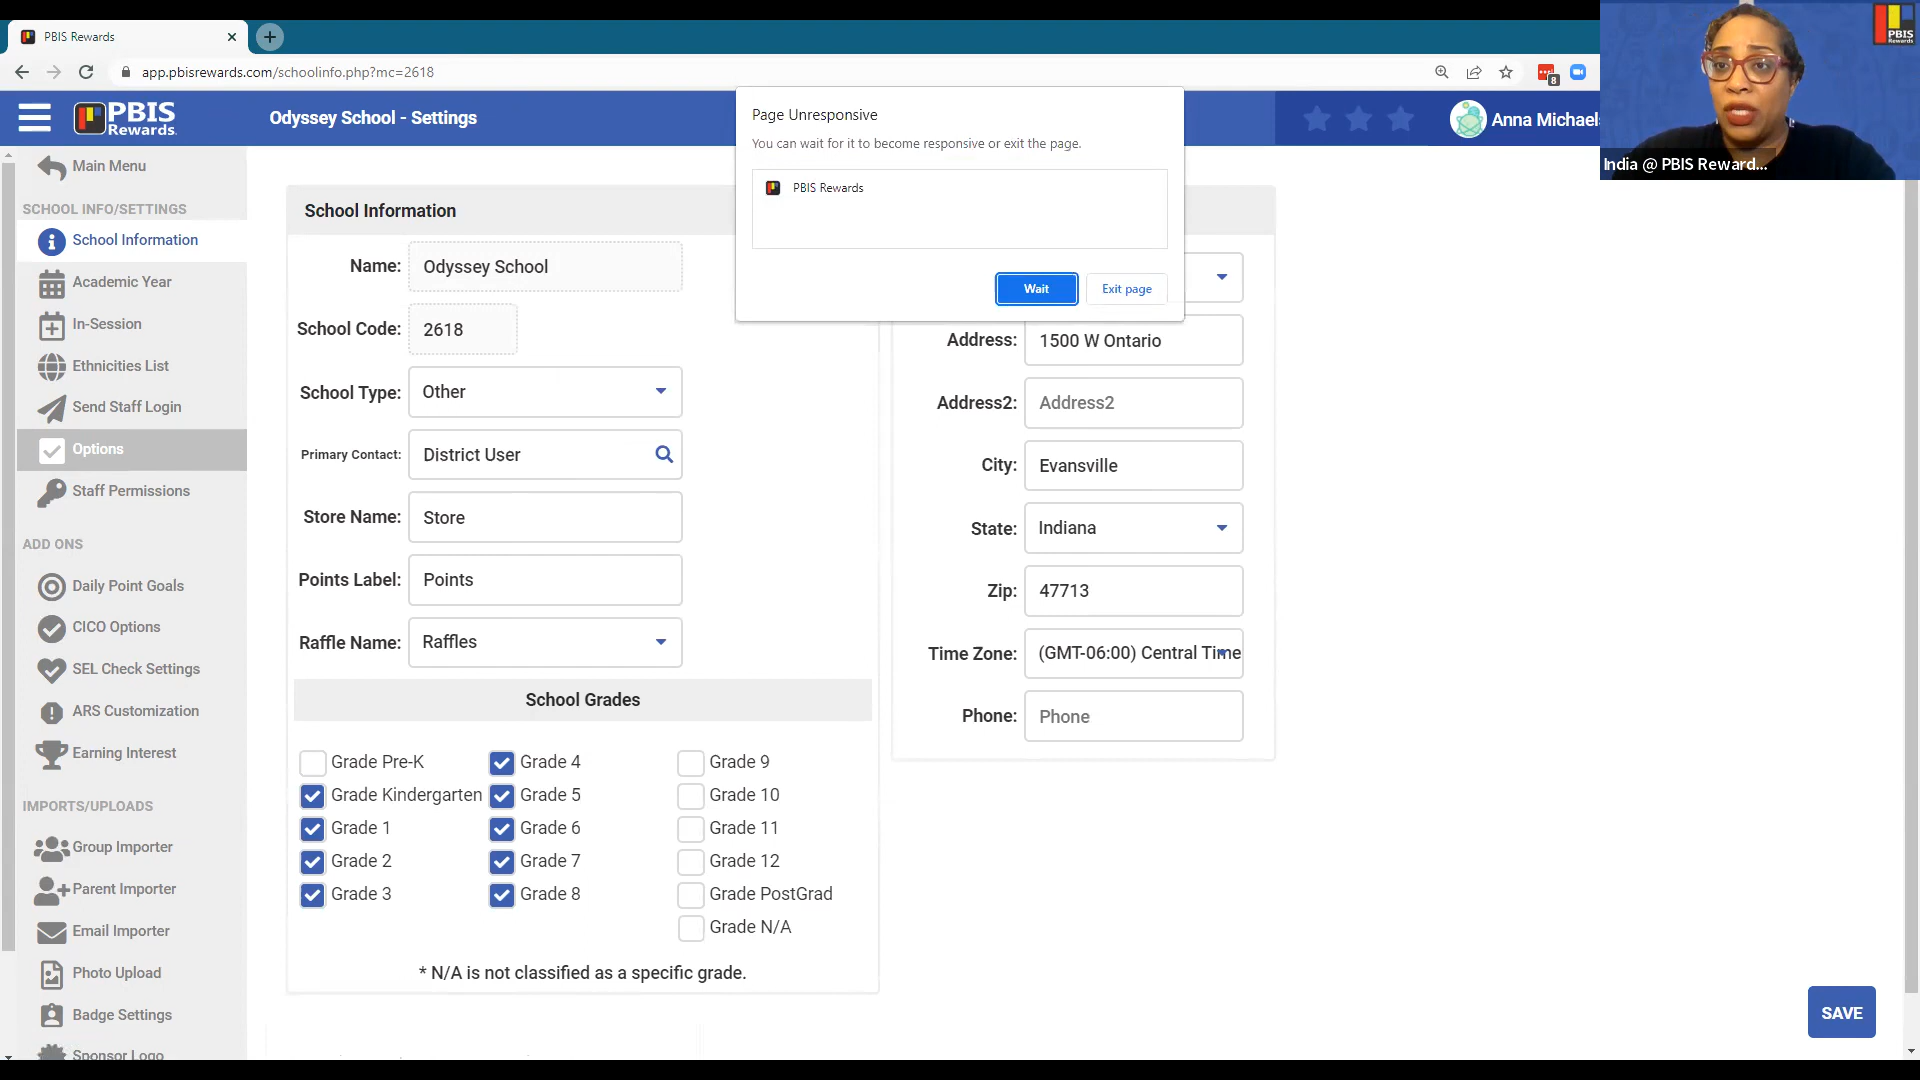 PBIS Rewards
app.pbisrewards.com/schoolinfo.php?mc=2618
8
PBIS
Rewards
PBIS
Rewards
Odyssey School - Settings
Anna Michaels
India @ PBIS Reward...
Page Unresponsive
You can wait for it to become responsive or exit the page.
PBIS Rewards
Wait
Exit page
Main Menu
SCHOOL INFO/SETTINGS
School Information
Academic Year
In-Session
Ethnicities List
Send Staff Login
Options
Staff Permissions
ADD ONS
Daily Point Goals
CICO Options
SEL Check Settings
ARS Customization
Earning Interest
IMPORTS/UPLOADS
Group Importer
Parent Importer
Email Importer
Photo Upload
Badge Settings
Sponsor Logo
School Information
Name: Odyssey School
School Code: 2618
School Type: Other
Primary Contact: District User
Store Name: Store
Points Label: Points
Raffle Name: Raffles
School Grades
Grade Pre-K
Grade Kindergarten
Grade 1
Grade 2
Grade 3
Grade 4
Grade 5
Grade 6
Grade 7
Grade 8
Grade 9
Grade 10
Grade 11
Grade 12
Grade PostGrad
Grade N/A
* N/A is not classified as a specific grade.
Address: 1500 W Ontario
Address2: Address2
City: Evansville
State: Indiana
Zip: 47713
Time Zone: (GMT-06:00) Central Time
Phone: Phone
SAVE